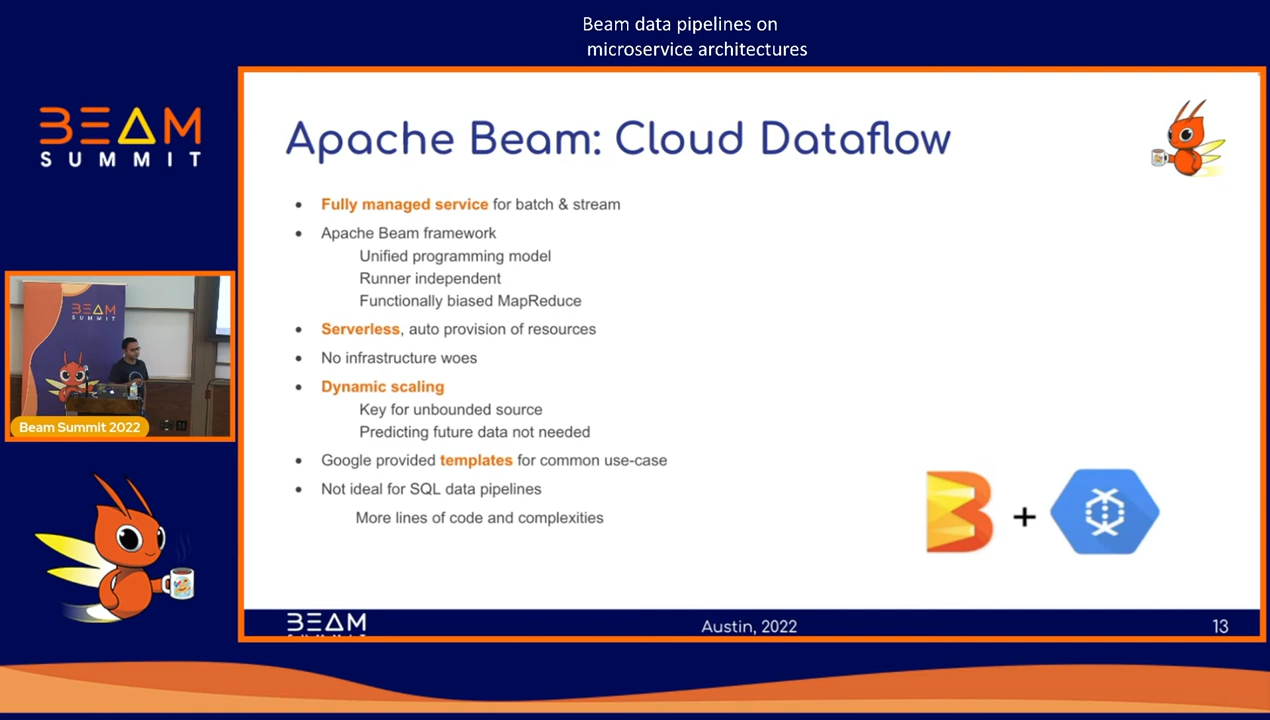 Beam data pipelines on
microservice architectures
BEAM
SUMMIT
Apache Beam: Cloud Dataflow
• Fully managed service for batch & stream
• Apache Beam framework
Unified programming model
Runner independent
Functionally biased MapReduce
• Serverless, auto provision of resources
• No infrastructure woes
• Dynamic scaling
Key for unbounded source
Predicting future data not needed
• Google provided templates for common use-case
• Not ideal for SQL data pipelines
More lines of code and complexities
+
BEAM
SUMMIT
Beam Summit 2022
BEAM
Austin, 2022
13